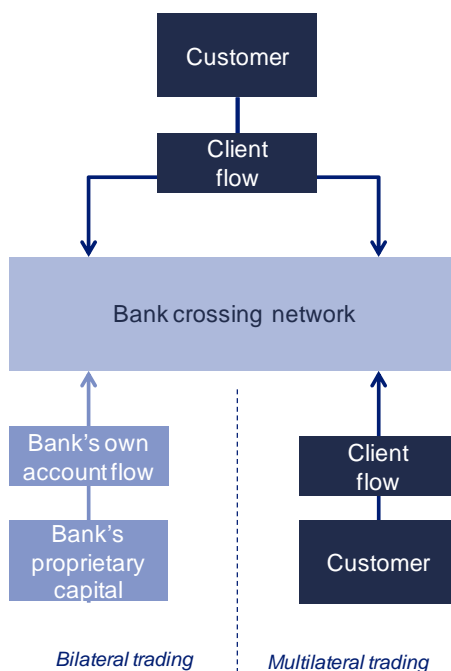 Customer
Client
flow
Bank crossing network
Bank's own
account flow
Client
flow
Bank's
proprietary
capital
Customer
Bilateral trading
Multilateral trading